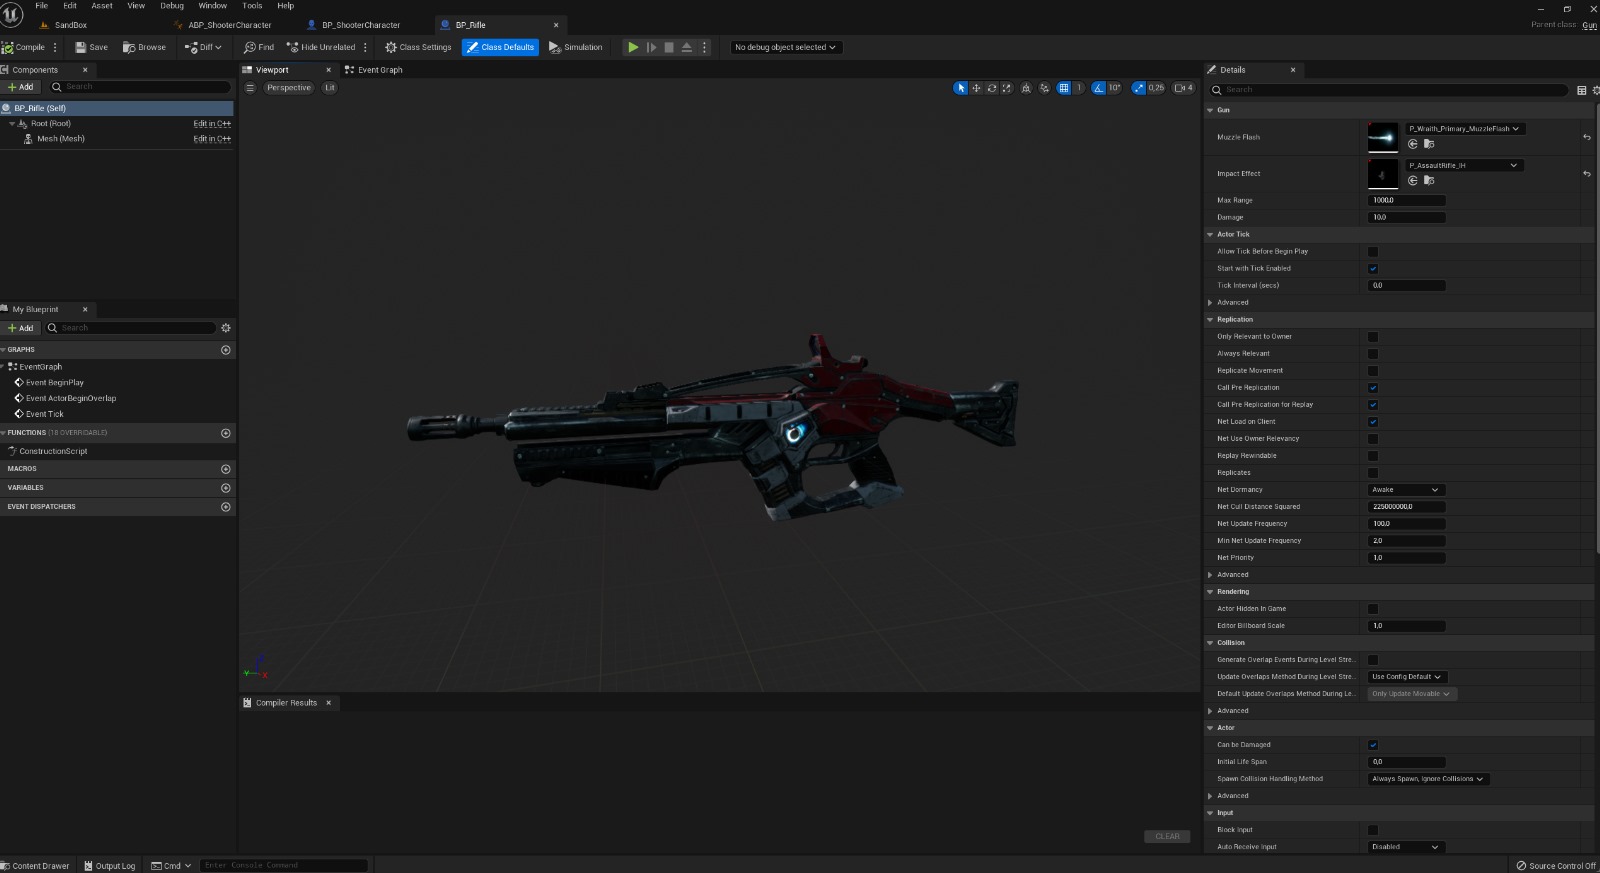 File Edit Asset View Debug Window Tools Help
SandBox ABP_ShooterCharacter BP_ShooterCharacter BP_Rifle
Parent class: Gun
Compile Save Browse Diff Find Hide Unrelated Class Settings Class Defaults Simulation No debug object selected
Components
Add Search
BP_Rifle (Self)
Root (Root) Edit in C++
Mesh (Mesh) Edit in C++
My Blueprint
Add Search
GRAPHS
EventGraph
Event BeginPlay
Event ActorBeginOverlap
Event Tick
FUNCTIONS (18 OVERRIDABLE)
ConstructionScript
MACROS
VARIABLES
EVENT DISPATCHERS
Viewport Event Graph
Perspective Lit 1 10° 0,25 4
Y X
Compiler Results
CLEAR
Details
Search
Gun
Muzzle Flash P_Wraith_Primary_MuzzleFlash
Impact Effect P_AssaultRifle_IH
Max Range 1000,0
Damage 10,0
Actor Tick
Allow Tick Before Begin Play
Start with Tick Enabled
Tick Interval (secs) 0,0
Advanced
Replication
Only Relevant to Owner
Always Relevant
Replicate Movement
Call Pre Replication
Call Pre Replication for Replay
Net Load on Client
Net Use Owner Relevancy
Replay Rewindable
Replicates
Net Dormancy Awake
Net Cull Distance Squared 225000000,0
Net Update Frequency 100,0
Min Net Update Frequency 2,0
Net Priority 1,0
Advanced
Rendering
Actor Hidden In Game
Editor Billboard Scale 1,0
Collision
Generate Overlap Events During Level Stre...
Update Overlaps Method During Level Stre... Use Config Default
Default Update Overlaps Method During Le... Only Update Movable
Advanced
Actor
Can be Damaged
Initial Life Span 0,0
Spawn Collision Handling Method Always Spawn, Ignore Collisions
Advanced
Input
Block Input
Auto Receive Input Disabled
Content Drawer Output Log Cmd Enter Console Command Source Control Off